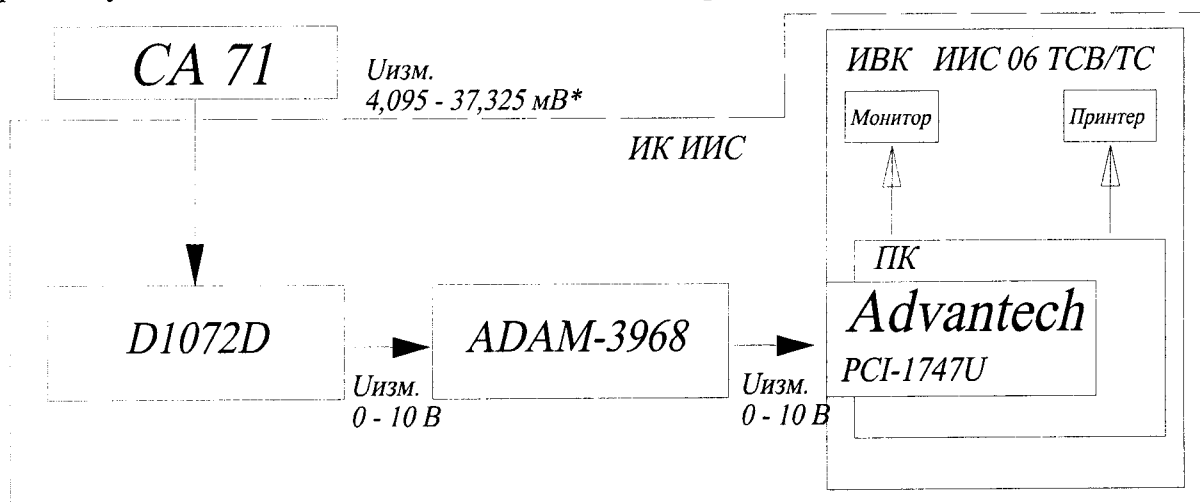 CA 71
Uизм.
4,095 - 37,325 мВ*
ИВК ИИС 06 ТСВ/ТС
Монитор
Принтер
ИК ИИС
ПК
D1072D
ADAM-3968
Advantech
PCI-1747U
Uизм.
0 - 10 В
Uизм.
0 - 10 В